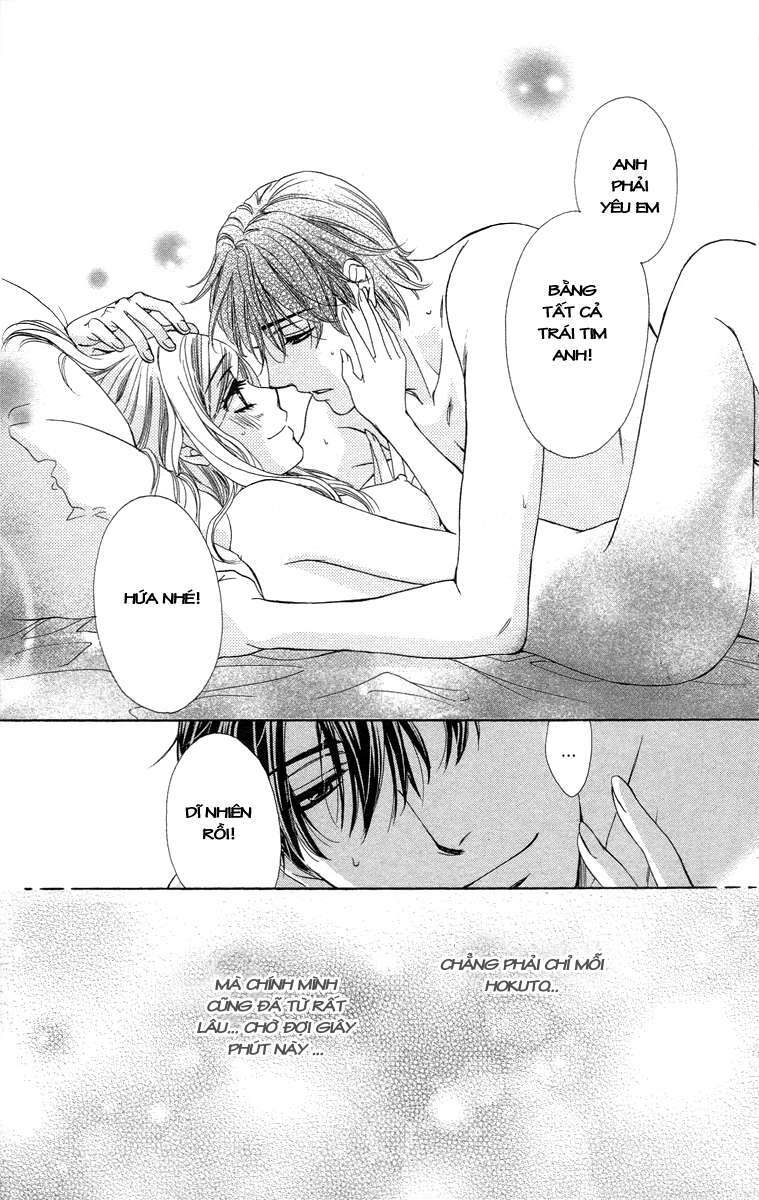 ANH
PHẢI
YÊU EM
BẰNG
TẤT CẢ
TRÁI TIM
ANH!
HỨA NHÉ!
...
DĨ NHIÊN
RỒI!
CHẲNG PHẢI CHỈ MỖI
HOKUTO...
MÀ CHÍNH MÌNH
CŨNG ĐÃ TỪ RẤT
LÂU... CHỜ ĐỢI GIÂY
PHÚT NÀY ...